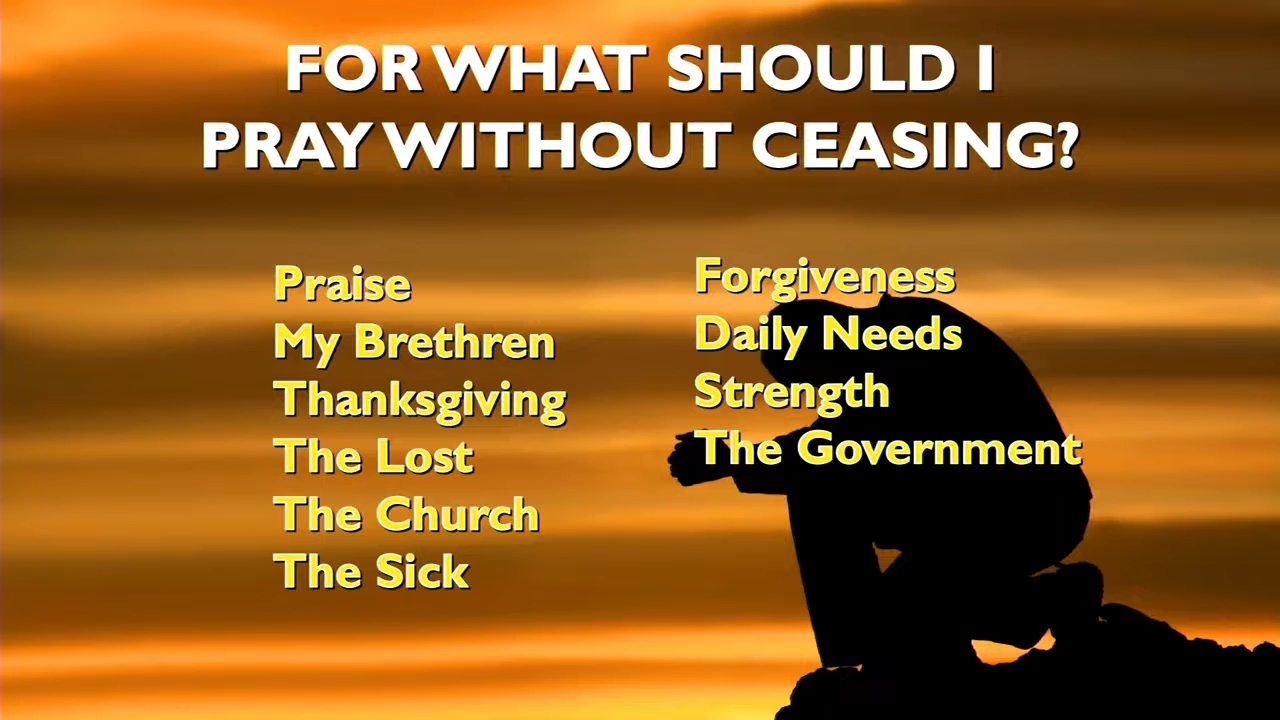 FOR WHAT SHOULD I
PRAY WITHOUT CEASING?
Praise
My Brethren
Thanksgiving
The Lost
The Church
The Sick
Forgiveness
Daily Needs
Strength
The Government